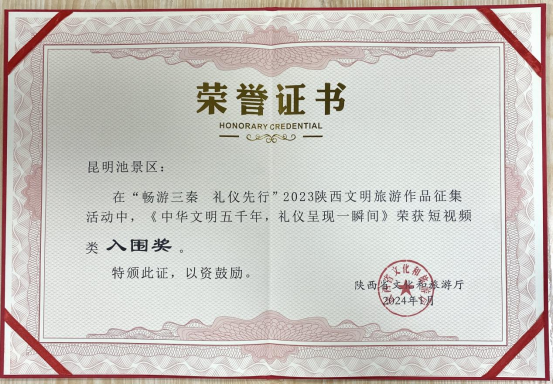 荣誉证书
HONORARY CREDENTIAL
昆明池景区：
在“畅游三秦 礼仪先行”2023陕西文明旅游作品征集
活动中，《中华文明五千年，礼仪呈现一瞬间》荣获短视频
类 入围奖 。
特颁此证，以资鼓励。
陕西省文化和旅游厅
2024年1月